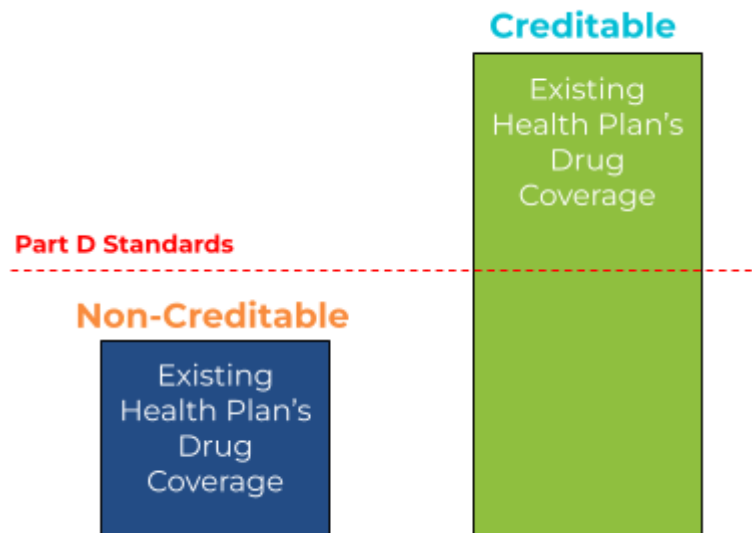 Creditable
Existing
Health Plan's
Drug
Coverage
Part D Standards
Non-Creditable
Existing
Health Plan's
Drug
Coverage